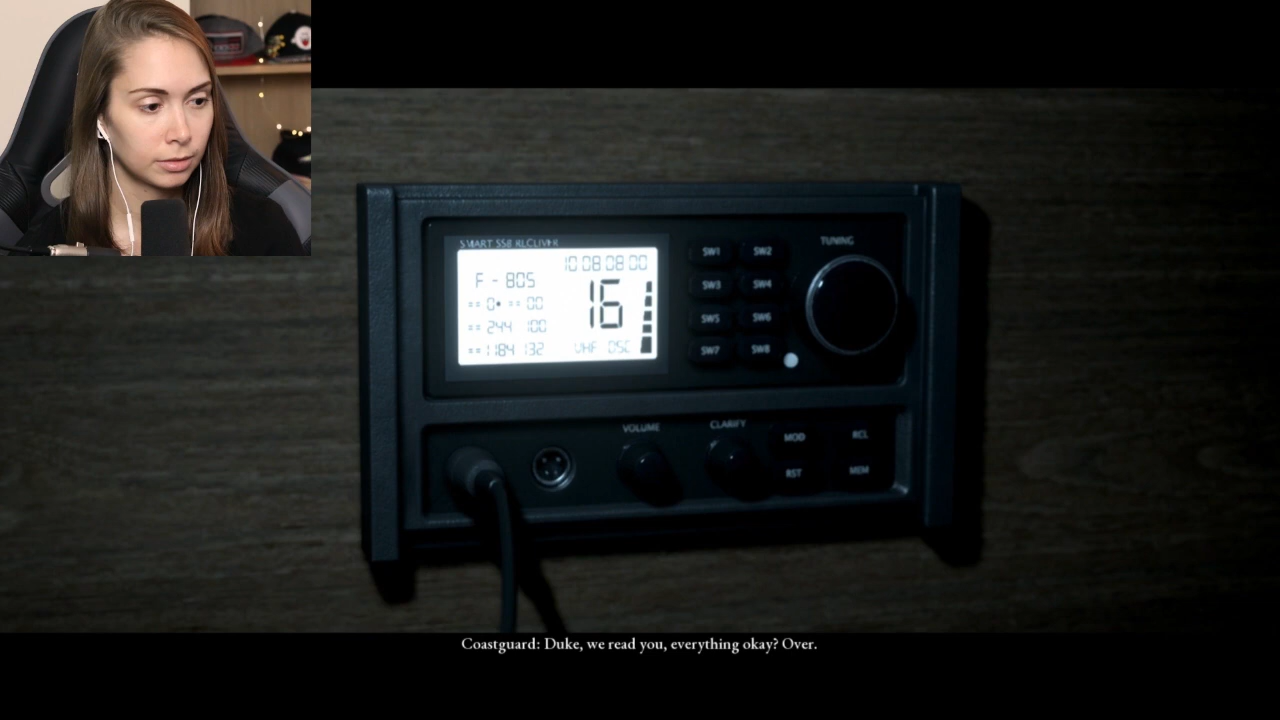 SMART SSB RECEIVER
10 08 08:00
F - 805
16
== 0• == 00
== 244 100
== 1184 132
VHF DSC
SW1 SW2
SW3 SW4
SW5 SW6
SW7 SW8
TUNING
VOLUME
CLARIFY
MOD
RCL
RST
MEM
Coastguard: Duke, we read you, everything okay? Over.